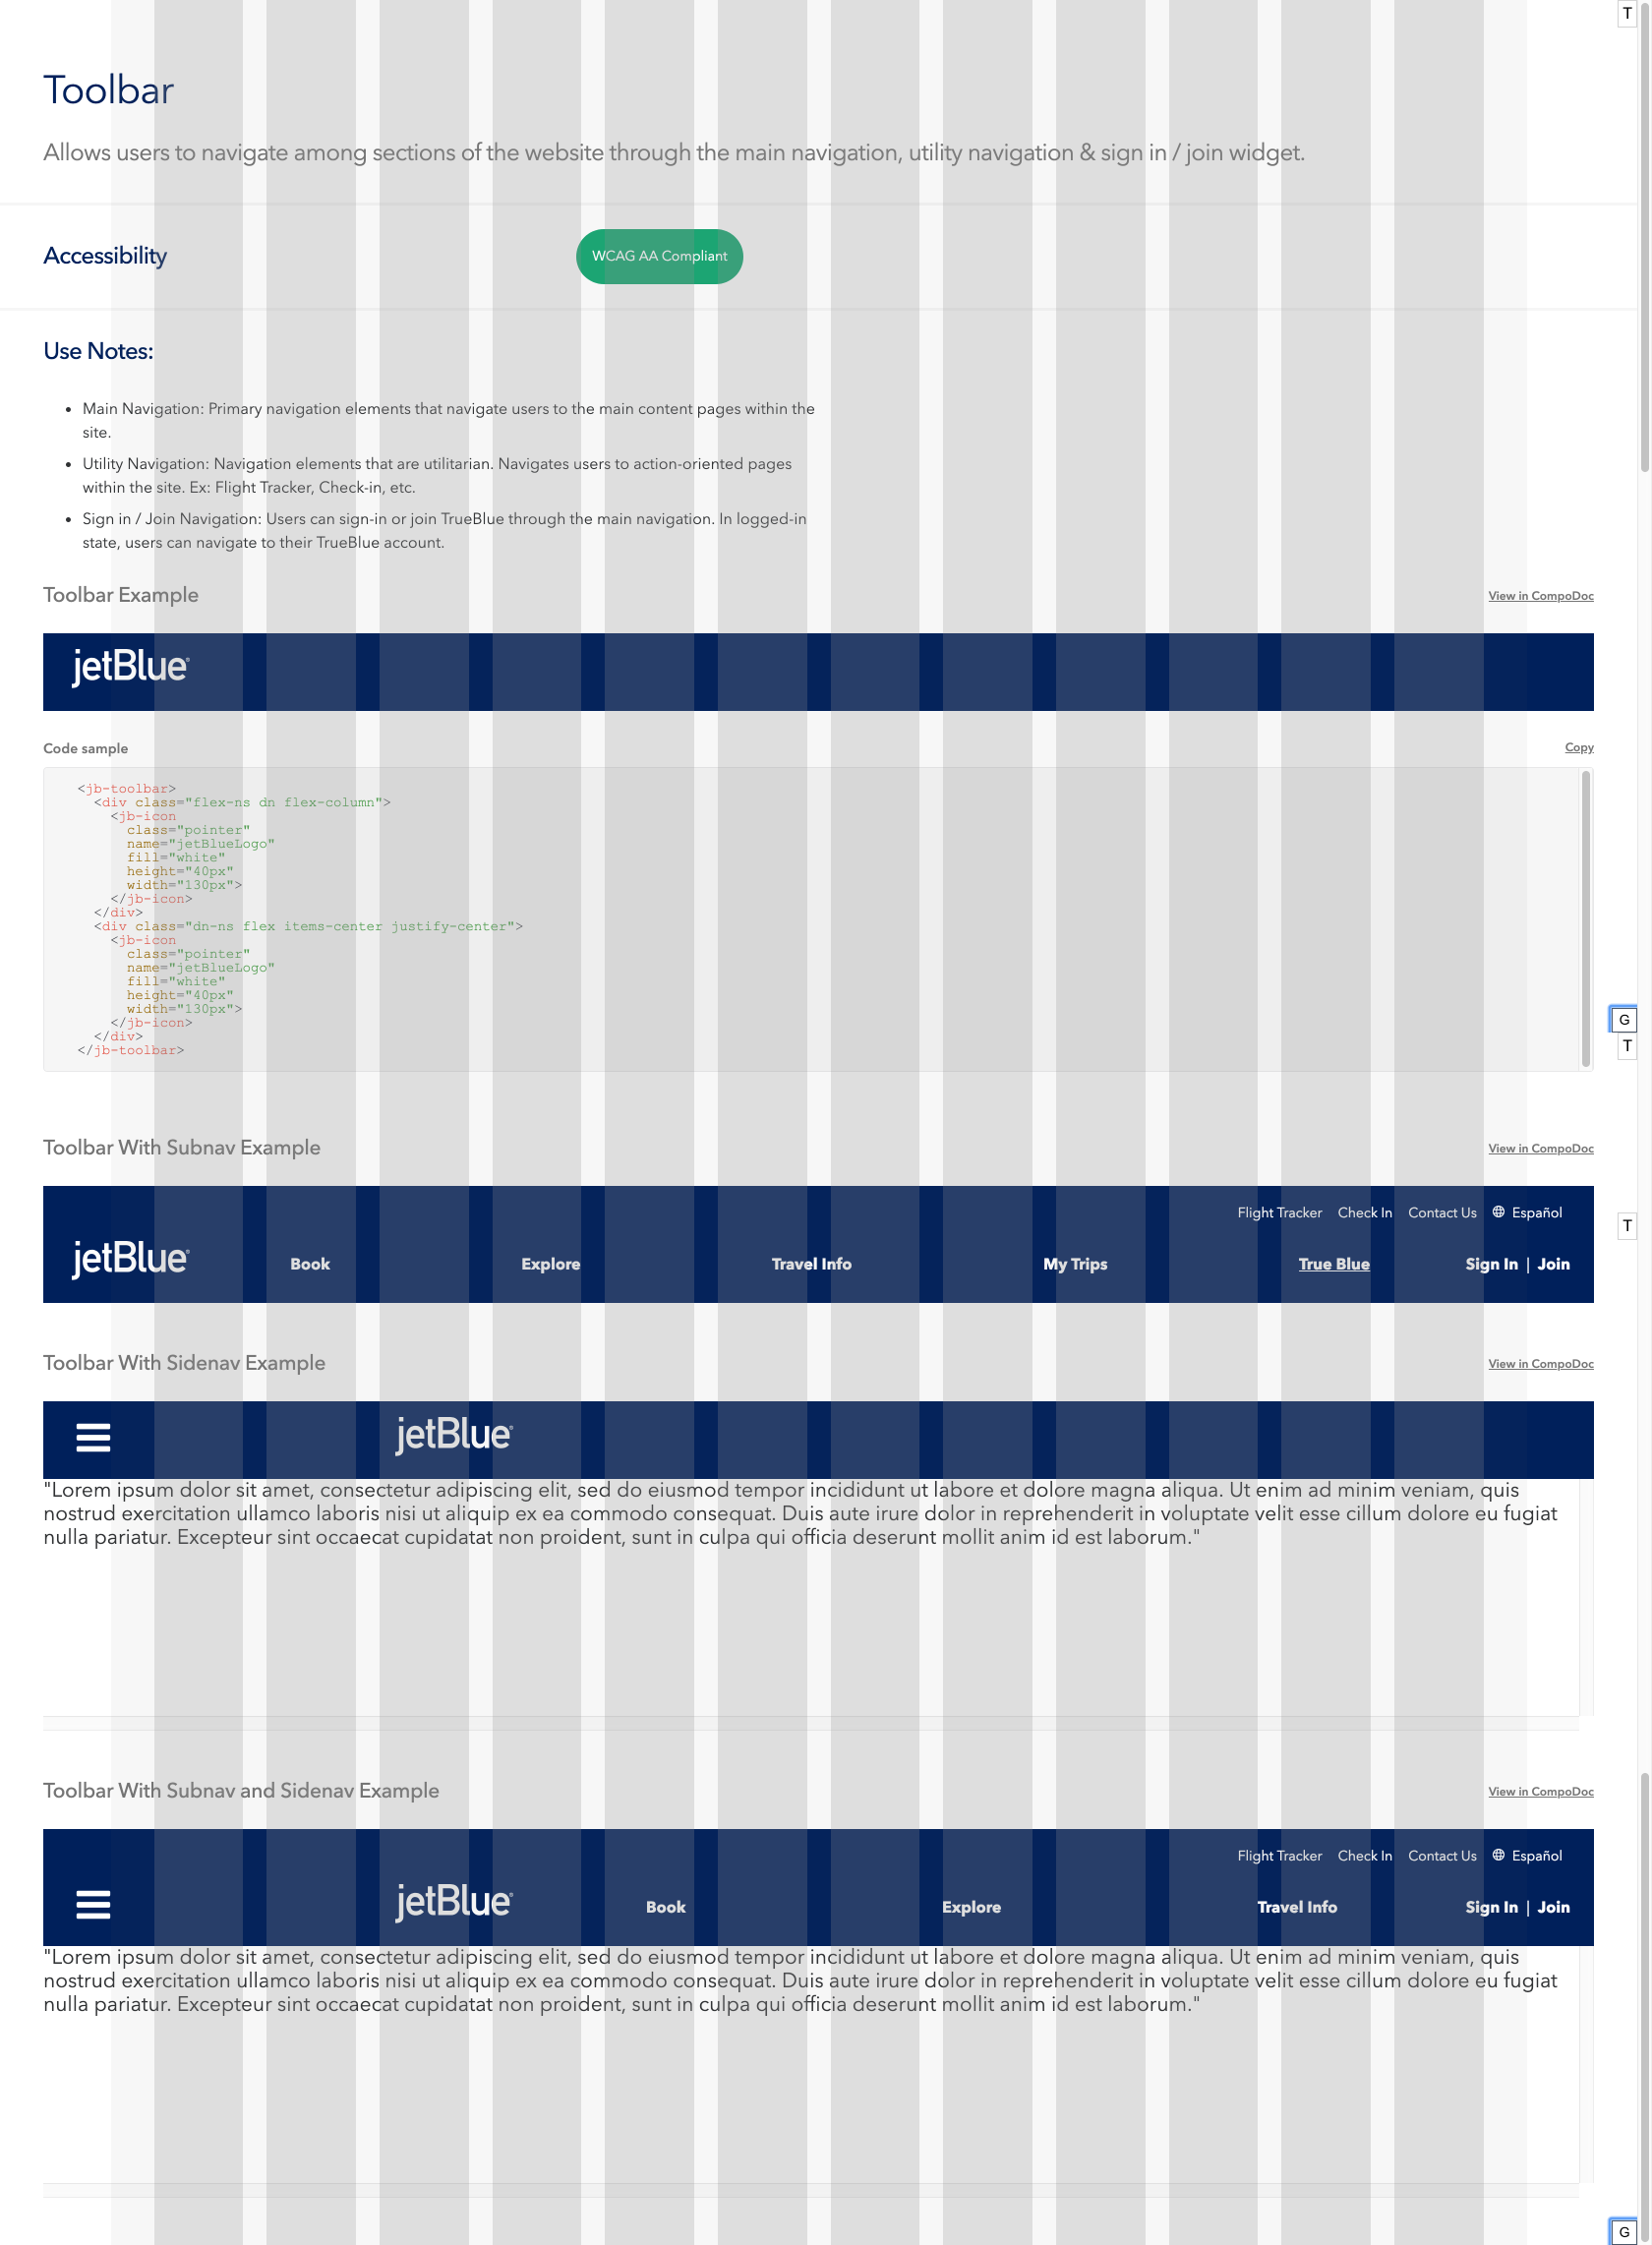 T
Toolbar
Allows users to navigate among sections of the website through the main navigation, utility navigation & sign in / join widget.
Accessibility
WCAG AA Compliant
Use Notes:
• Main Navigation: Primary navigation elements that navigate users to the main content pages within the
site.
• Utility Navigation: Navigation elements that are utilitarian. Navigates users to action-oriented pages
within the site. Ex: Flight Tracker, Check-in, etc.
• Sign in / Join Navigation: Users can sign-in or join TrueBlue through the main navigation. In logged-in
state, users can navigate to their TrueBlue account.
Toolbar Example
View in CompoDoc
jetBlue®
Code sample
Copy
<jb-toolbar>
  <div class="flex-ns dn flex-column">
    <jb-icon
      class="pointer"
      name="jetBlueLogo"
      fill="white"
      height="40px"
      width="130px">
    </jb-icon>
  </div>
  <div class="dn-ns flex items-center justify-center">
    <jb-icon
      class="pointer"
      name="jetBlueLogo"
      fill="white"
      height="40px"
      width="130px">
    </jb-icon>
  </div>
</jb-toolbar>
G
T
Toolbar With Subnav Example
View in CompoDoc
Flight Tracker Check In Contact Us Español
T
jetBlue® Book Explore Travel Info My Trips True Blue Sign In | Join
Toolbar With Sidenav Example
View in CompoDoc
jetBlue®
"Lorem ipsum dolor sit amet, consectetur adipiscing elit, sed do eiusmod tempor incididunt ut labore et dolore magna aliqua. Ut enim ad minim veniam, quis
nostrud exercitation ullamco laboris nisi ut aliquip ex ea commodo consequat. Duis aute irure dolor in reprehenderit in voluptate velit esse cillum dolore eu fugiat
nulla pariatur. Excepteur sint occaecat cupidatat non proident, sunt in culpa qui officia deserunt mollit anim id est laborum."
Toolbar With Subnav and Sidenav Example
View in CompoDoc
Flight Tracker Check In Contact Us Español
jetBlue® Book Explore Travel Info Sign In | Join
"Lorem ipsum dolor sit amet, consectetur adipiscing elit, sed do eiusmod tempor incididunt ut labore et dolore magna aliqua. Ut enim ad minim veniam, quis
nostrud exercitation ullamco laboris nisi ut aliquip ex ea commodo consequat. Duis aute irure dolor in reprehenderit in voluptate velit esse cillum dolore eu fugiat
nulla pariatur. Excepteur sint occaecat cupidatat non proident, sunt in culpa qui officia deserunt mollit anim id est laborum."
G